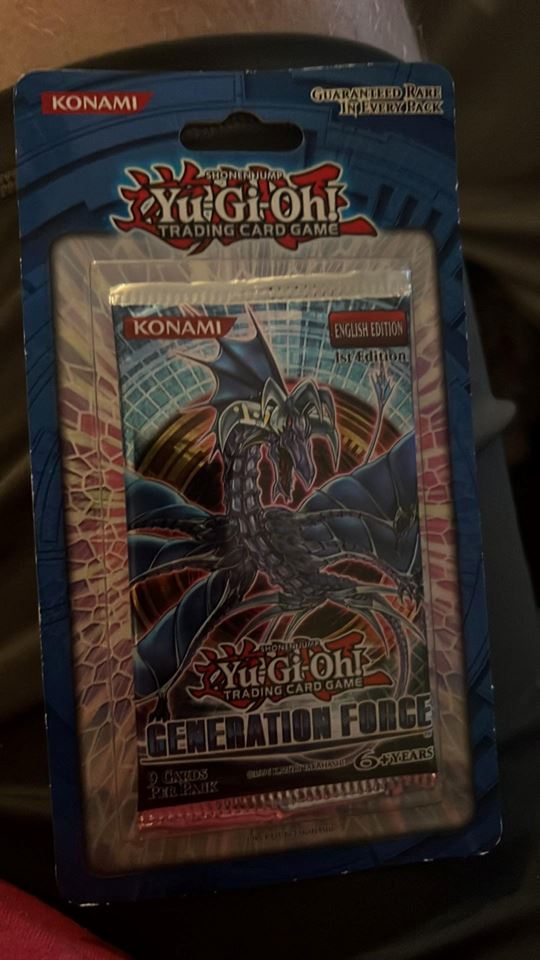 KONAMI
GUARANTEED RARE
IN EVERY PACK
SHONEN JUMP
Yu-Gi-Oh!
TRADING CARD GAME
KONAMI
ENGLISH EDITION
1st Edition
SHONEN JUMP
Yu-Gi-Oh!
TRADING CARD GAME
GENERATION FORCE
9 CARDS
PER PACK
6+ YEARS